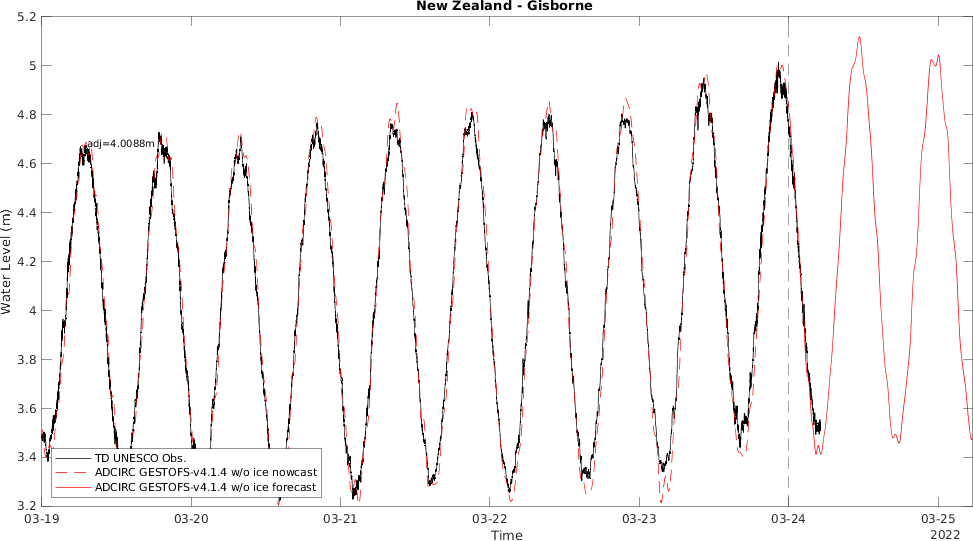 New Zealand - Gisborne
5.2
5
4.8
4.6
4.4
4.2
4
3.8
3.6
3.4
3.2
Water Level (m)
adj=4.0088m
TD UNESCO Obs.
ADCIRC GESTOFS-v4.1.4 w/o ice nowcast
ADCIRC GESTOFS-v4.1.4 w/o ice forecast
03-19 03-20 03-21 03-22 03-23 03-24 03-25
Time
2022